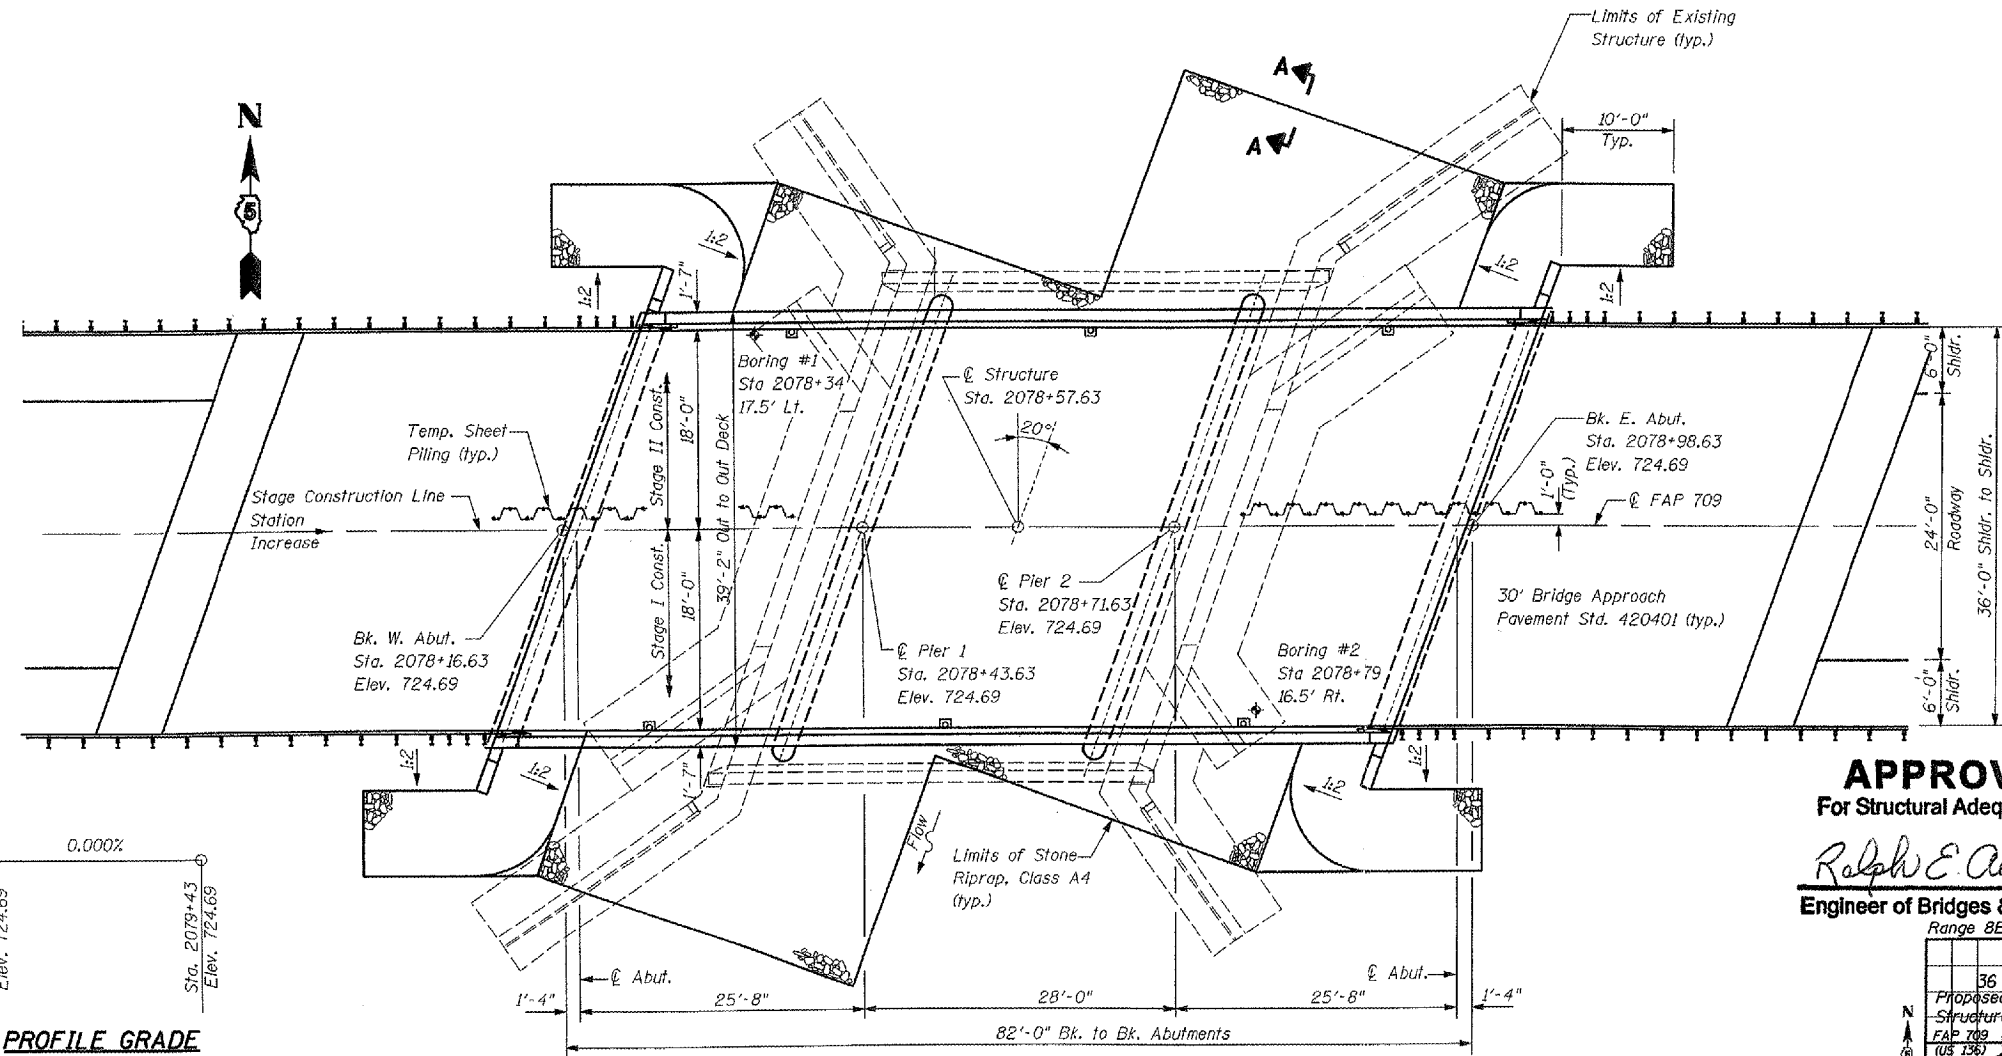 Limits of Existing
Structure (typ.)
A
A
10'-0"
Typ.
N
5
1:2
1:2
1'-7"
1:2
1:2
Boring #1
Sta 2078+34
17.5' Lt.
℄ Structure
Sta. 2078+57.63
20°
Temp. Sheet
Piling (typ.)
Stage Construction Line
Station
Increase
Stage II Const.
18'-0"
39'-2" Out to Out Deck
Stage I Const.
18'-0"
Bk. E. Abut.
Sta. 2078+98.63
Elev. 724.69
1'-0"
(Typ.)
℄ FAP 709
6'-0"
Shldr.
24'-0"
Roadway
36'-0" Shldr. to Shldr.
6'-0"
Shldr.
℄ Pier 2
Sta. 2078+71.63
Elev. 724.69
30' Bridge Approach
Pavement Std. 420401 (typ.)
Bk. W. Abut.
Sta. 2078+16.63
Elev. 724.69
℄ Pier 1
Sta. 2078+43.63
Elev. 724.69
Boring #2
Sta 2078+79
16.5' Rt.
1:2
1:2
1'-7"
1:2
1:2
Flow
Limits of Stone
Riprap, Class A4
(typ.)
0.000%
Elev. 724.69
Sta. 2079+43
Elev. 724.69
PROFILE GRADE
℄ Abut.
℄ Abut.
1'-4"
25'-8"
28'-0"
25'-8"
1'-4"
82'-0" Bk. to Bk. Abutments
APPROV
For Structural Adeq
Ralph E.
Engineer of Bridges &
Range 8E
36
Proposed
Structure
N
FAP 709
(US 136)